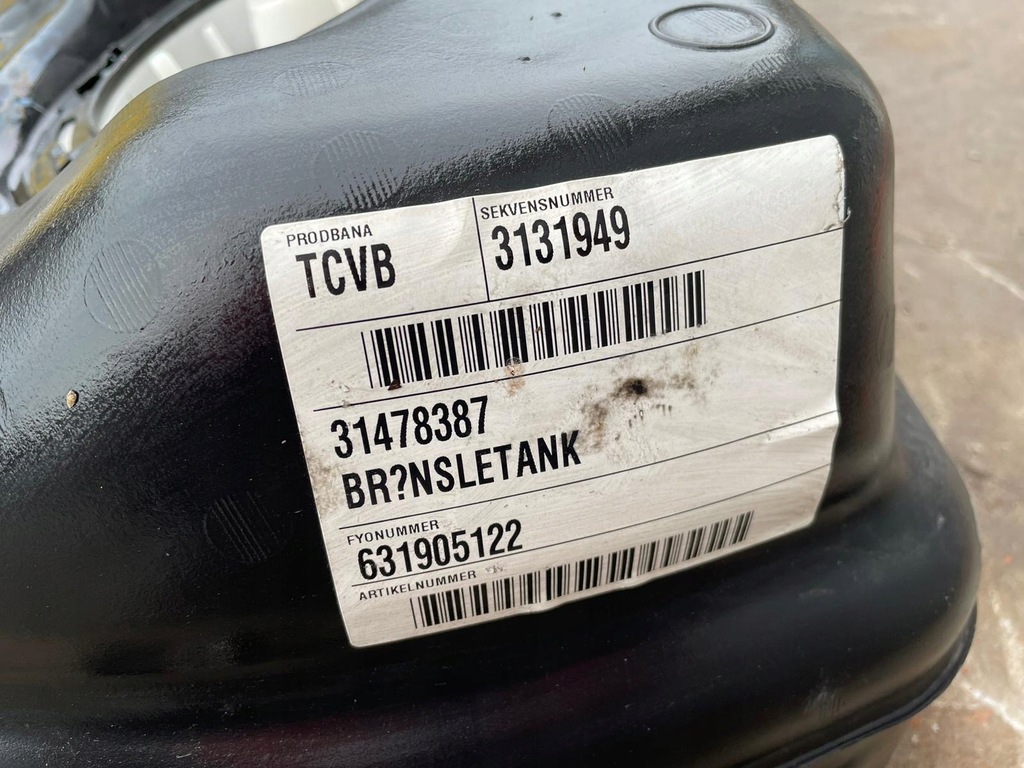 PRODBANA
TCVB
SEKVENSNUMMER
3131949
31478387
BR?NSLETANK
FYONUMMER
631905122
ARTIKELNUMMER